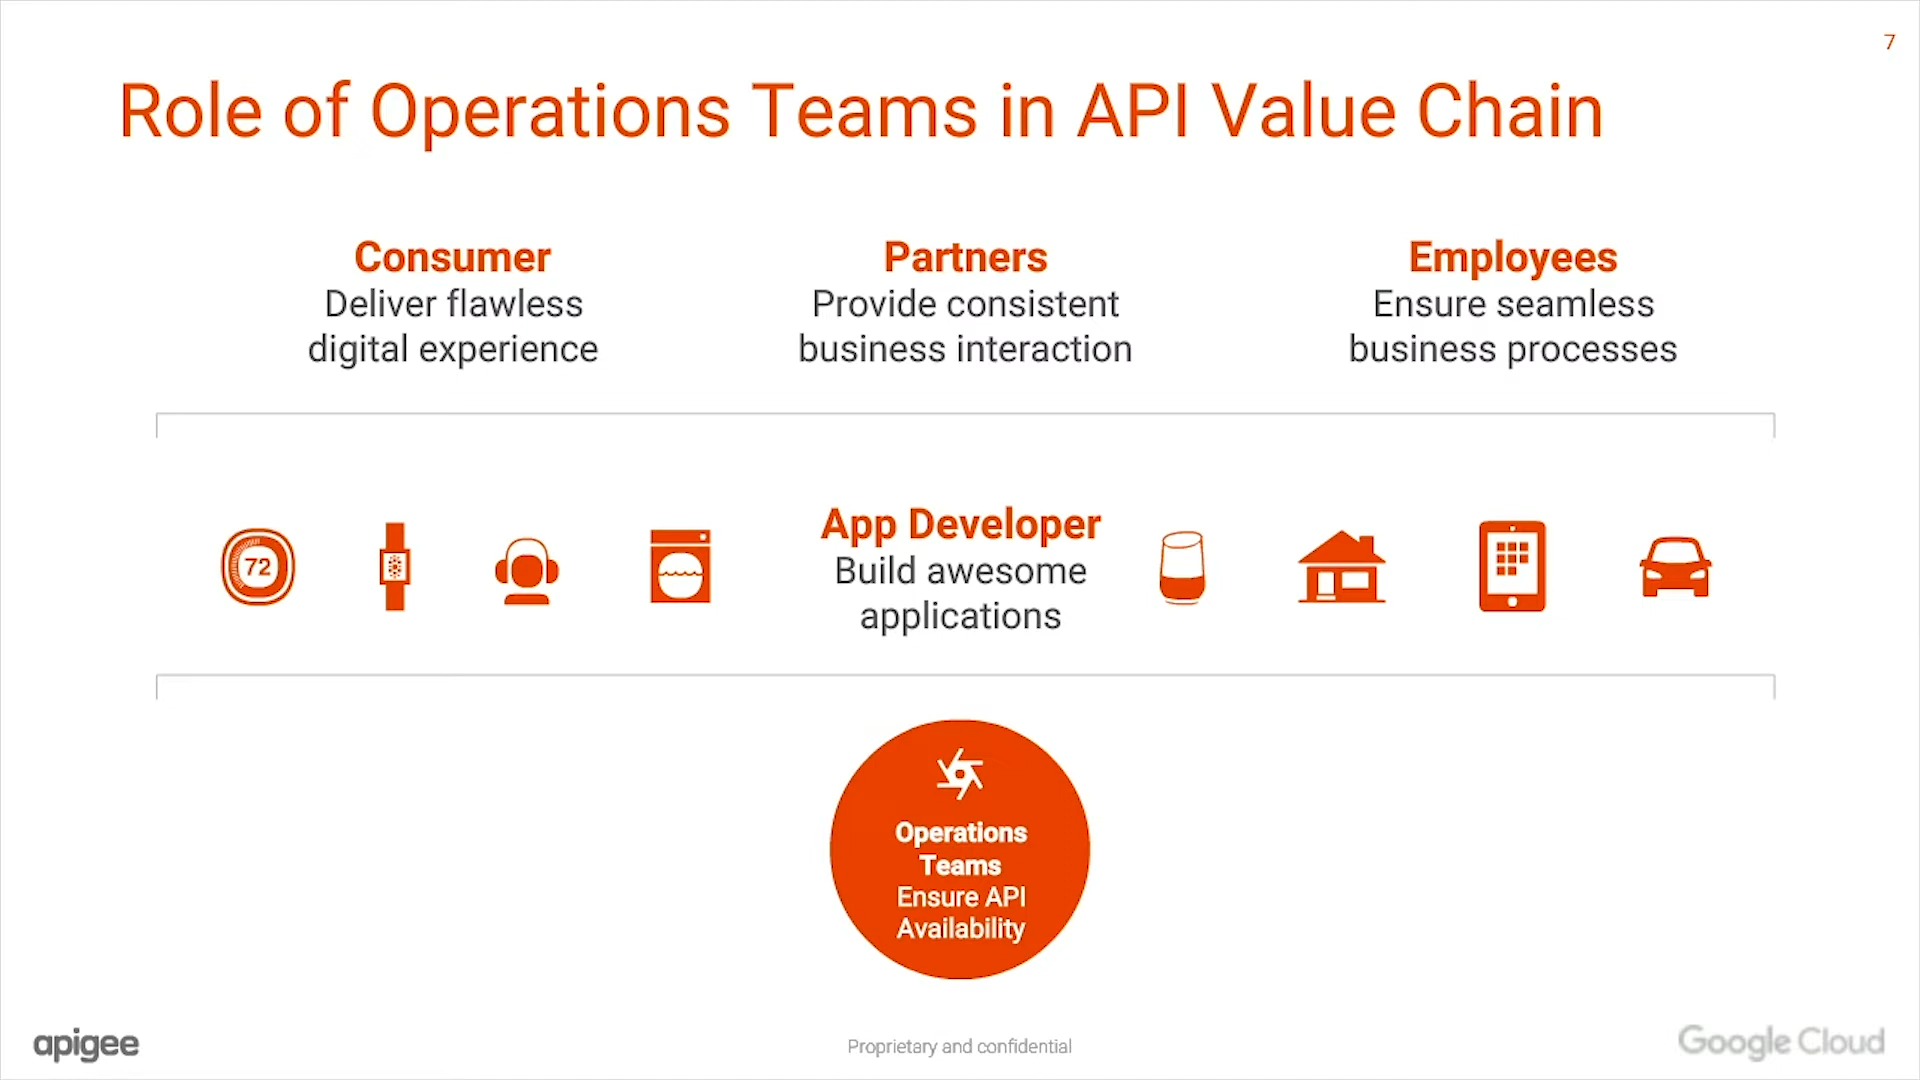 7
Role of Operations Teams in API Value Chain
Consumer
Deliver flawless
digital experience
Partners
Provide consistent
business interaction
Employees
Ensure seamless
business processes
72
App Developer
Build awesome
applications
Operations
Teams
Ensure API
Availability
apigee
Proprietary and confidential
Google Cloud